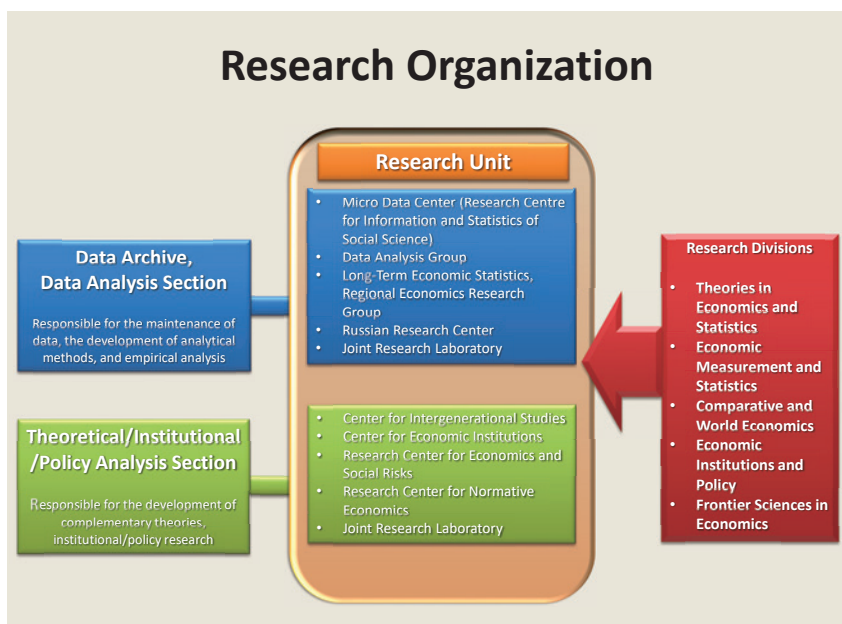 Research Organization
Research Unit
• Micro Data Center (Research Centre
for Information and Statistics of
Social Science)
• Data Analysis Group
• Long-Term Economic Statistics,
Regional Economics Research
Group
• Russian Research Center
• Joint Research Laboratory
Data Archive,
Data Analysis Section
Responsible for the maintenance of
data, the development of analytical
methods, and empirical analysis
• Center for Intergenerational Studies
• Center for Economic Institutions
• Research Center for Economics and
Social Risks
• Research Center for Normative
Economics
• Joint Research Laboratory
Theoretical/Institutional
/Policy Analysis Section
Responsible for the development of
complementary theories,
institutional/policy research
Research Divisions
• Theories in
Economics and
Statistics
• Economic
Measurement and
Statistics
• Comparative and
World Economics
• Economic
Institutions and
Policy
• Frontier Sciences in
Economics